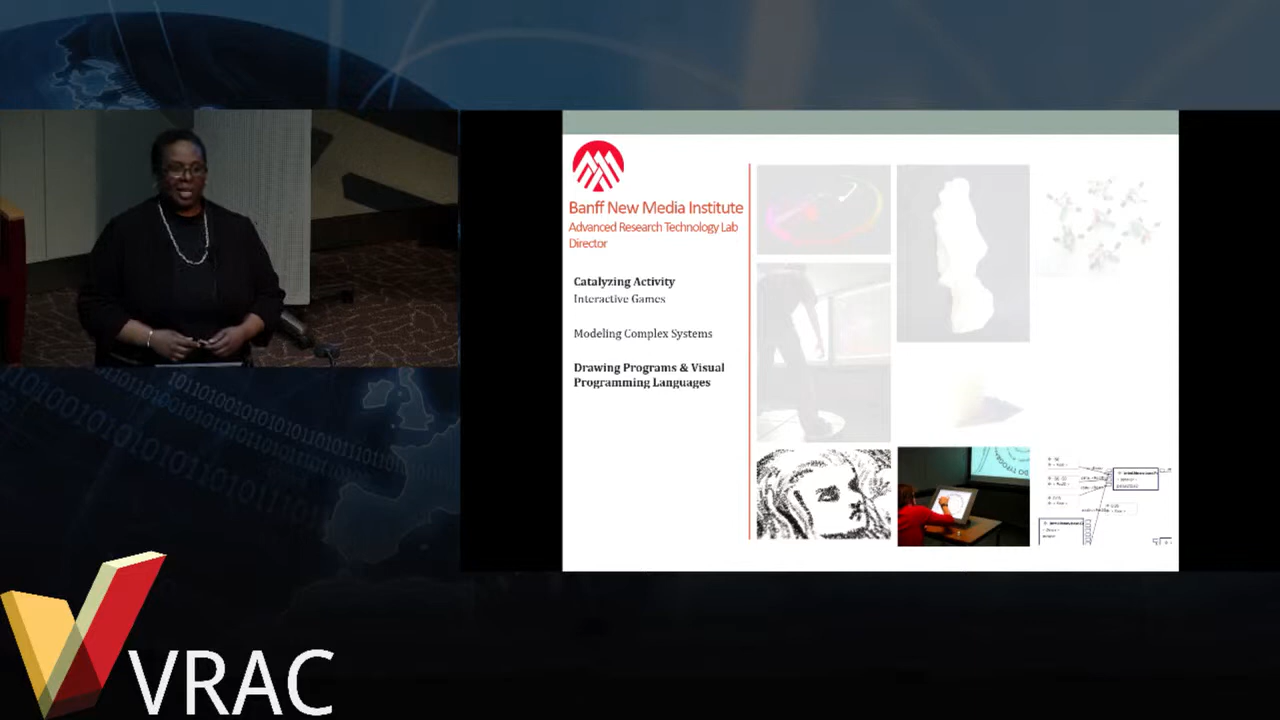 Banff New Media Institute
Advanced Research Technology Lab
Director
Catalyzing Activity
Interactive Games
Modeling Complex Systems
Drawing Programs & Visual
Programming Languages
VRAC